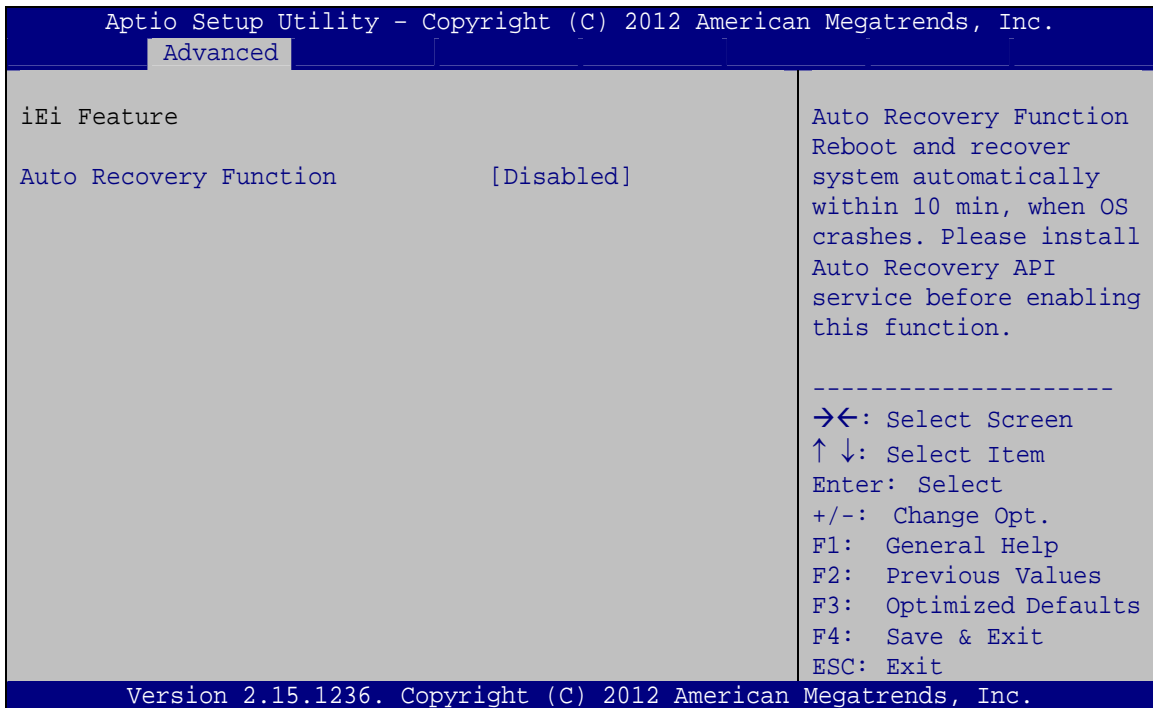 Aptio Setup Utility – Copyright (C) 2012 American Megatrends, Inc.
Advanced
iEi Feature
Auto Recovery Function [Disabled]
Auto Recovery Function
Reboot and recover
system automatically
within 10 min, when OS
crashes. Please install
Auto Recovery API
service before enabling
this function.
---------------------
→←: Select Screen
↑ ↓: Select Item
Enter: Select
+/-: Change Opt.
F1: General Help
F2: Previous Values
F3: Optimized Defaults
F4: Save & Exit
ESC: Exit
Version 2.15.1236. Copyright (C) 2012 American Megatrends, Inc.